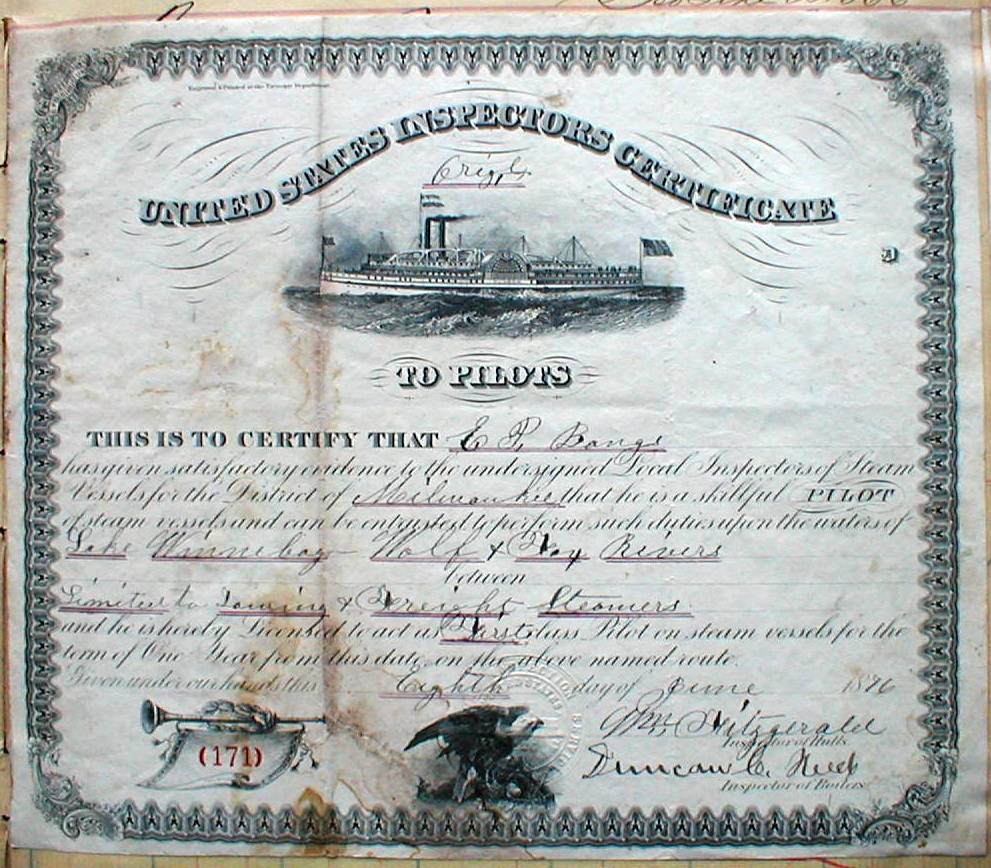 Engraved & Printed at the Treasury Department.
UNITED STATES INSPECTORS CERTIFICATE
Origl
TO PILOTS
THIS IS TO CERTIFY THAT E P. Bangs
has given satisfactory evidence to the undersigned Local Inspectors of Steam
Vessels for the District of Milwaukee that he is a skillful PILOT
of steam vessels and can be entrusted to perform such duties upon the waters of
Lake Winnebago Wolf & Fox Rivers
between
Limited to Towing & Freight Steamers
and he is hereby Licensed to act as First class Pilot on steam vessels for the
term of One Year from this date, on the above named route.
Given under our hands this Eighth day of June 1876
Wm Fitzgerald
Inspector of Hulls
(171)
Duncan C.
Inspector of Boilers